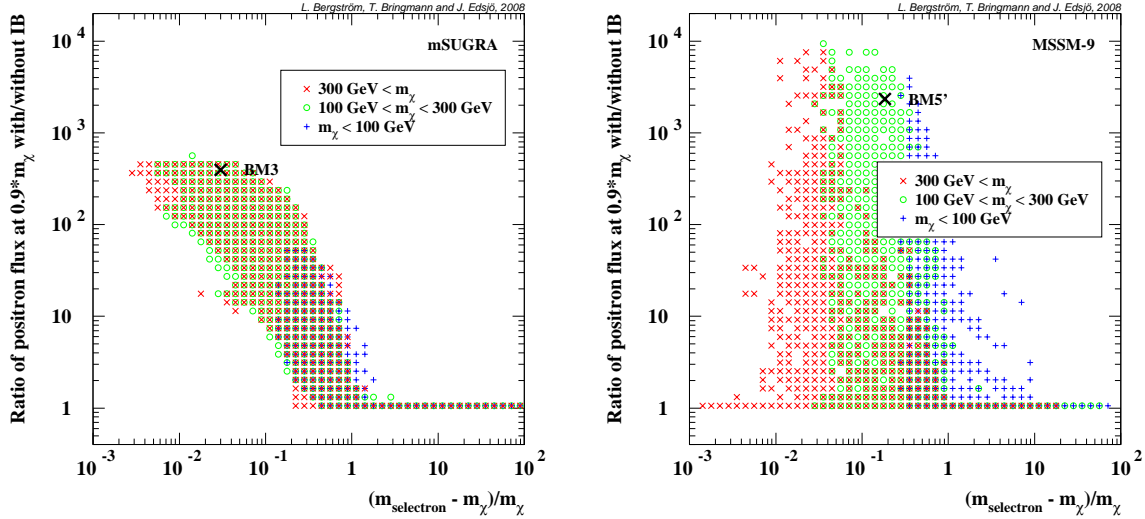 L. Bergström, T. Bringmann and J. Edsjö, 2008
Ratio of positron flux at 0.9*mχ with/without IB
mSUGRA
300 GeV < mχ
100 GeV < mχ < 300 GeV
mχ < 100 GeV
BM3
10^4
10^3
10^2
10
1
10^-3 10^-2 10^-1 1 10 10^2
(mselectron - mχ)/mχ
L. Bergström, T. Bringmann and J. Edsjö, 2008
Ratio of positron flux at 0.9*mχ with/without IB
MSSM-9
BM5'
300 GeV < mχ
100 GeV < mχ < 300 GeV
mχ < 100 GeV
10^4
10^3
10^2
10
1
10^-3 10^-2 10^-1 1 10 10^2
(mselectron - mχ)/mχ